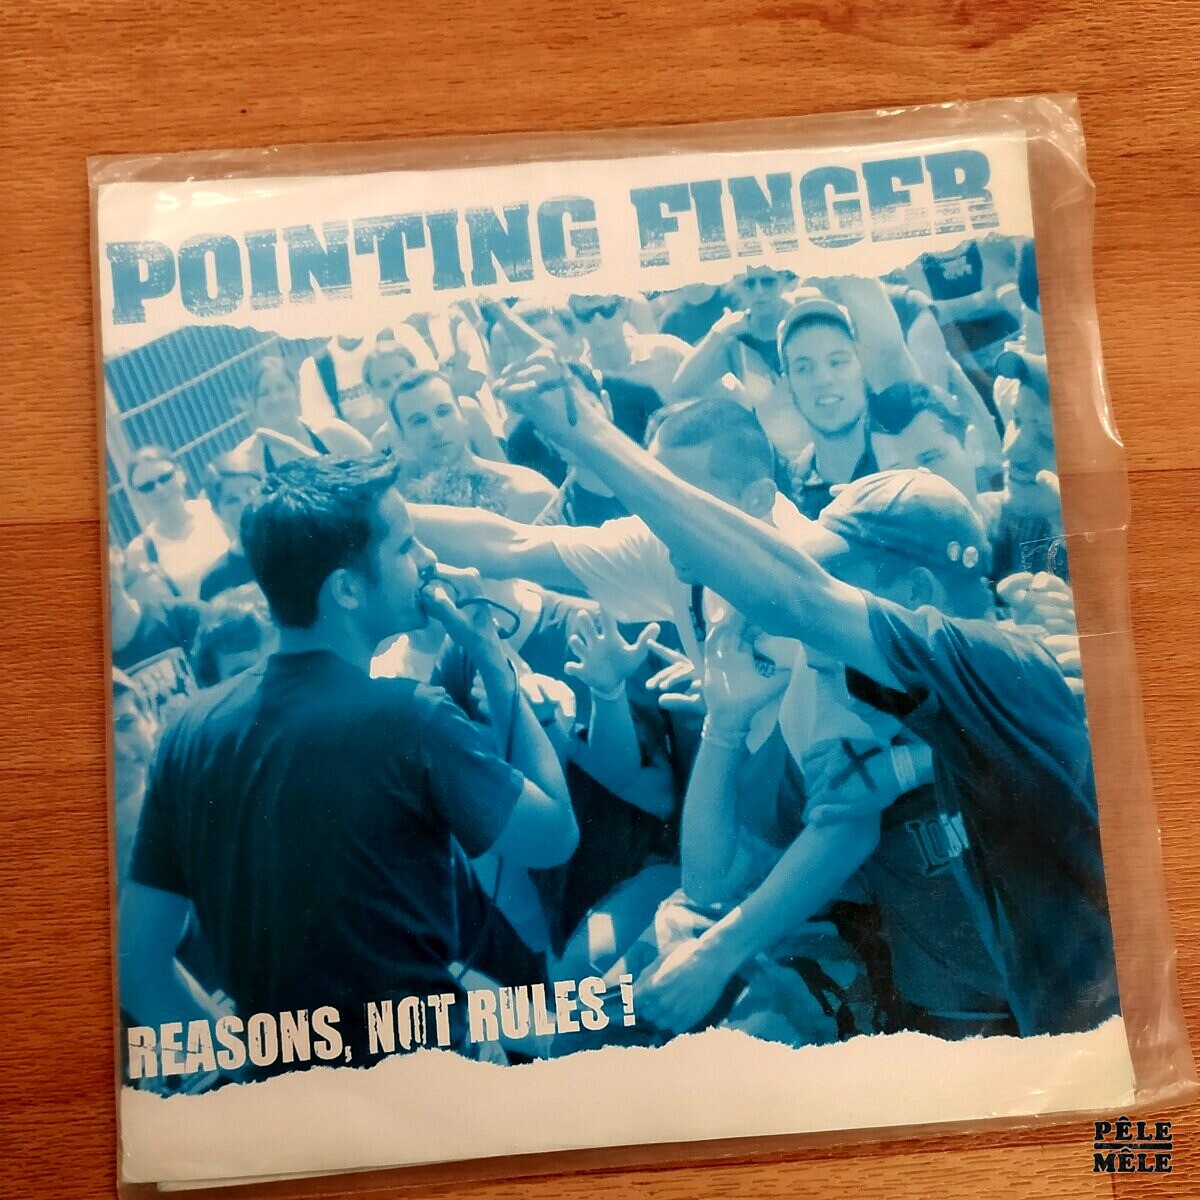 POINTING FINGER
REASONS, NOT RULES!
PÊLE
MÊLE